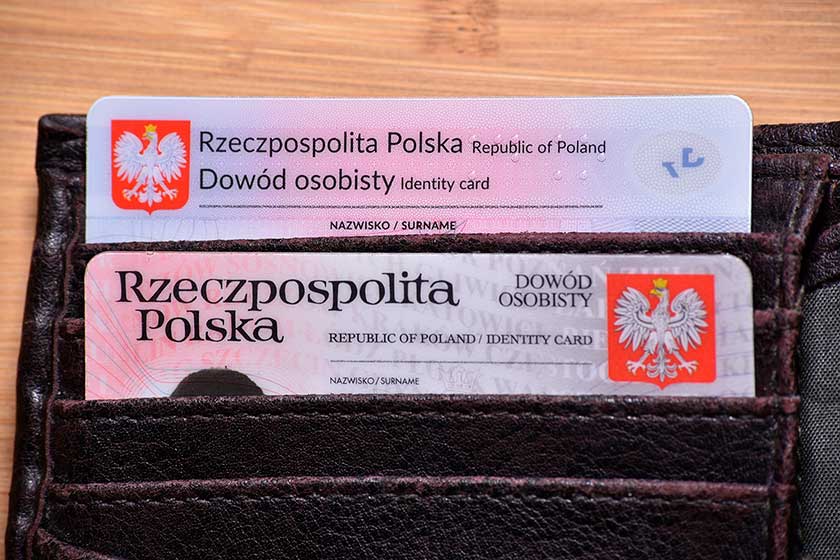 Rzeczpospolita Polska Republic of Poland
Dowód osobisty Identity card
NAZWISKO / SURNAME
Rzeczpospolita
Polska
DOWÓD
OSOBISTY
REPUBLIC OF POLAND / IDENTITY CARD
NAZWISKO / SURNAME